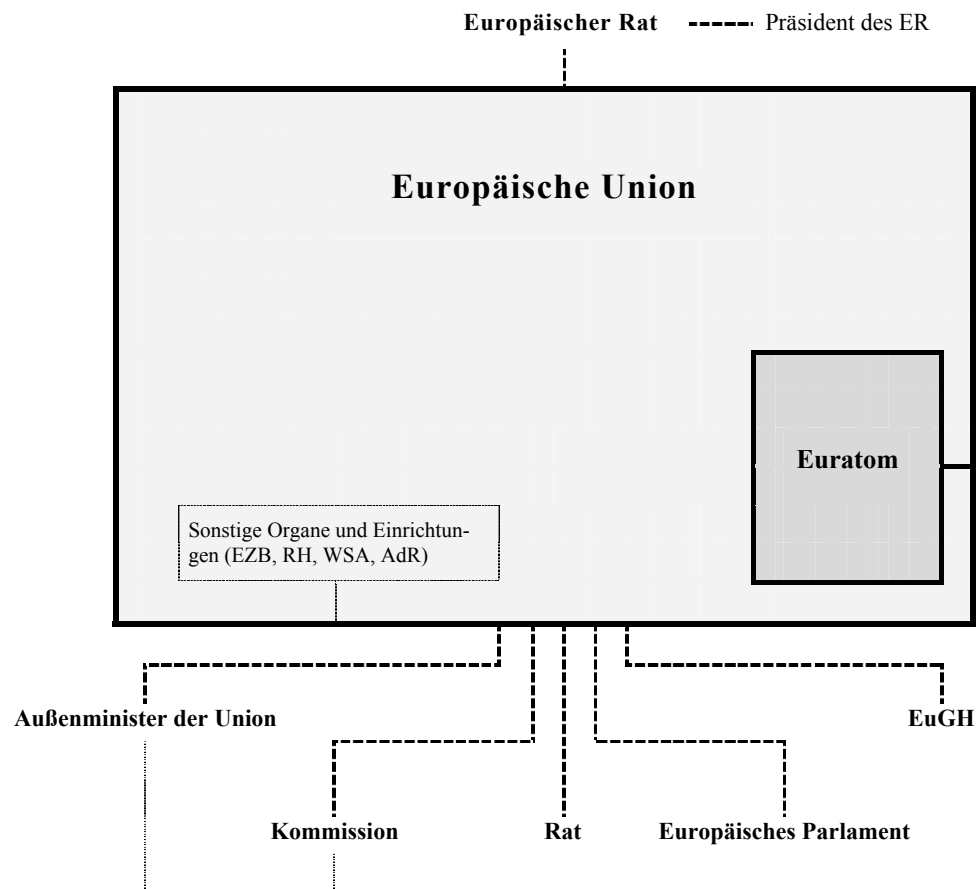 Europäischer Rat Präsident des ER
Europäische Union
Euratom
Sonstige Organe und Einrichtun-
gen (EZB, RH, WSA, AdR)
Außenminister der Union EuGH
Kommission Rat Europäisches Parlament